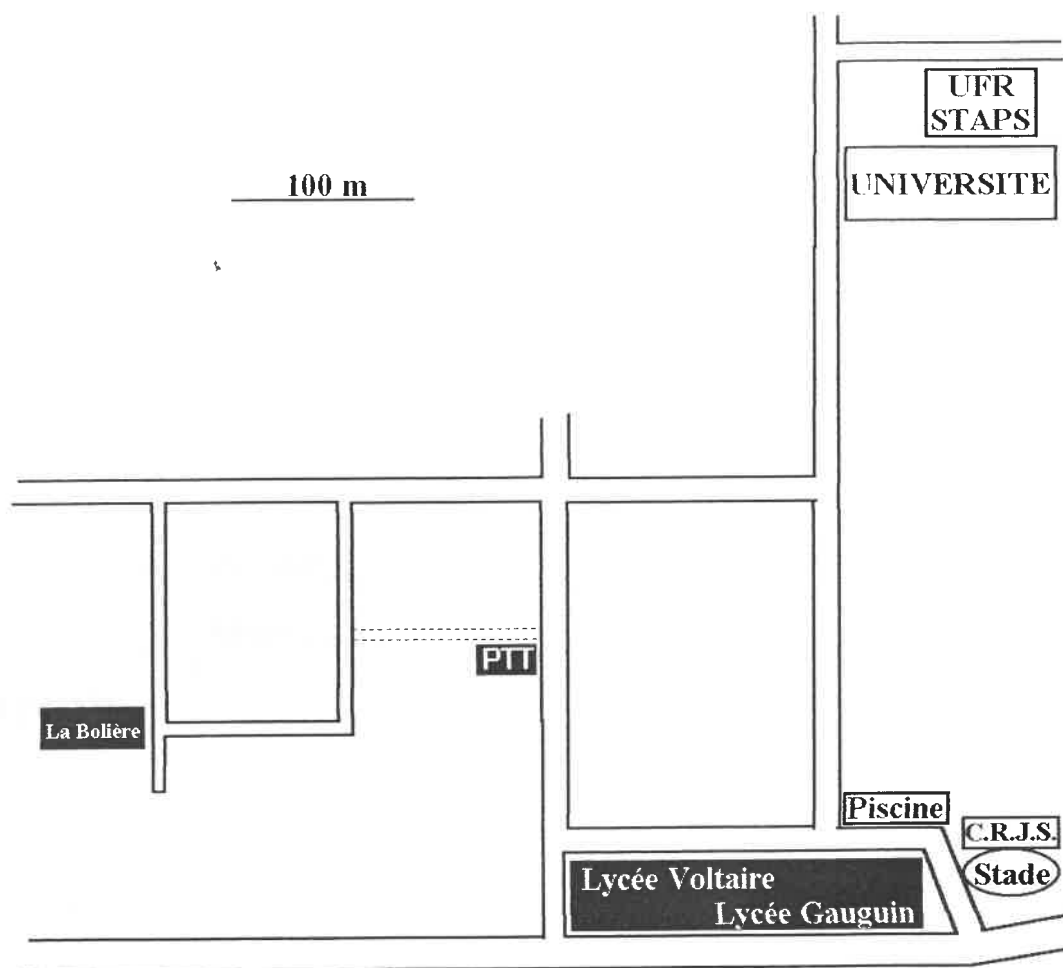 UFR
STAPS
UNIVERSITE
100 m
PTT
La Bolière
Piscine
C.R.J.S.
Stade
Lycée Voltaire
Lycée Gauguin